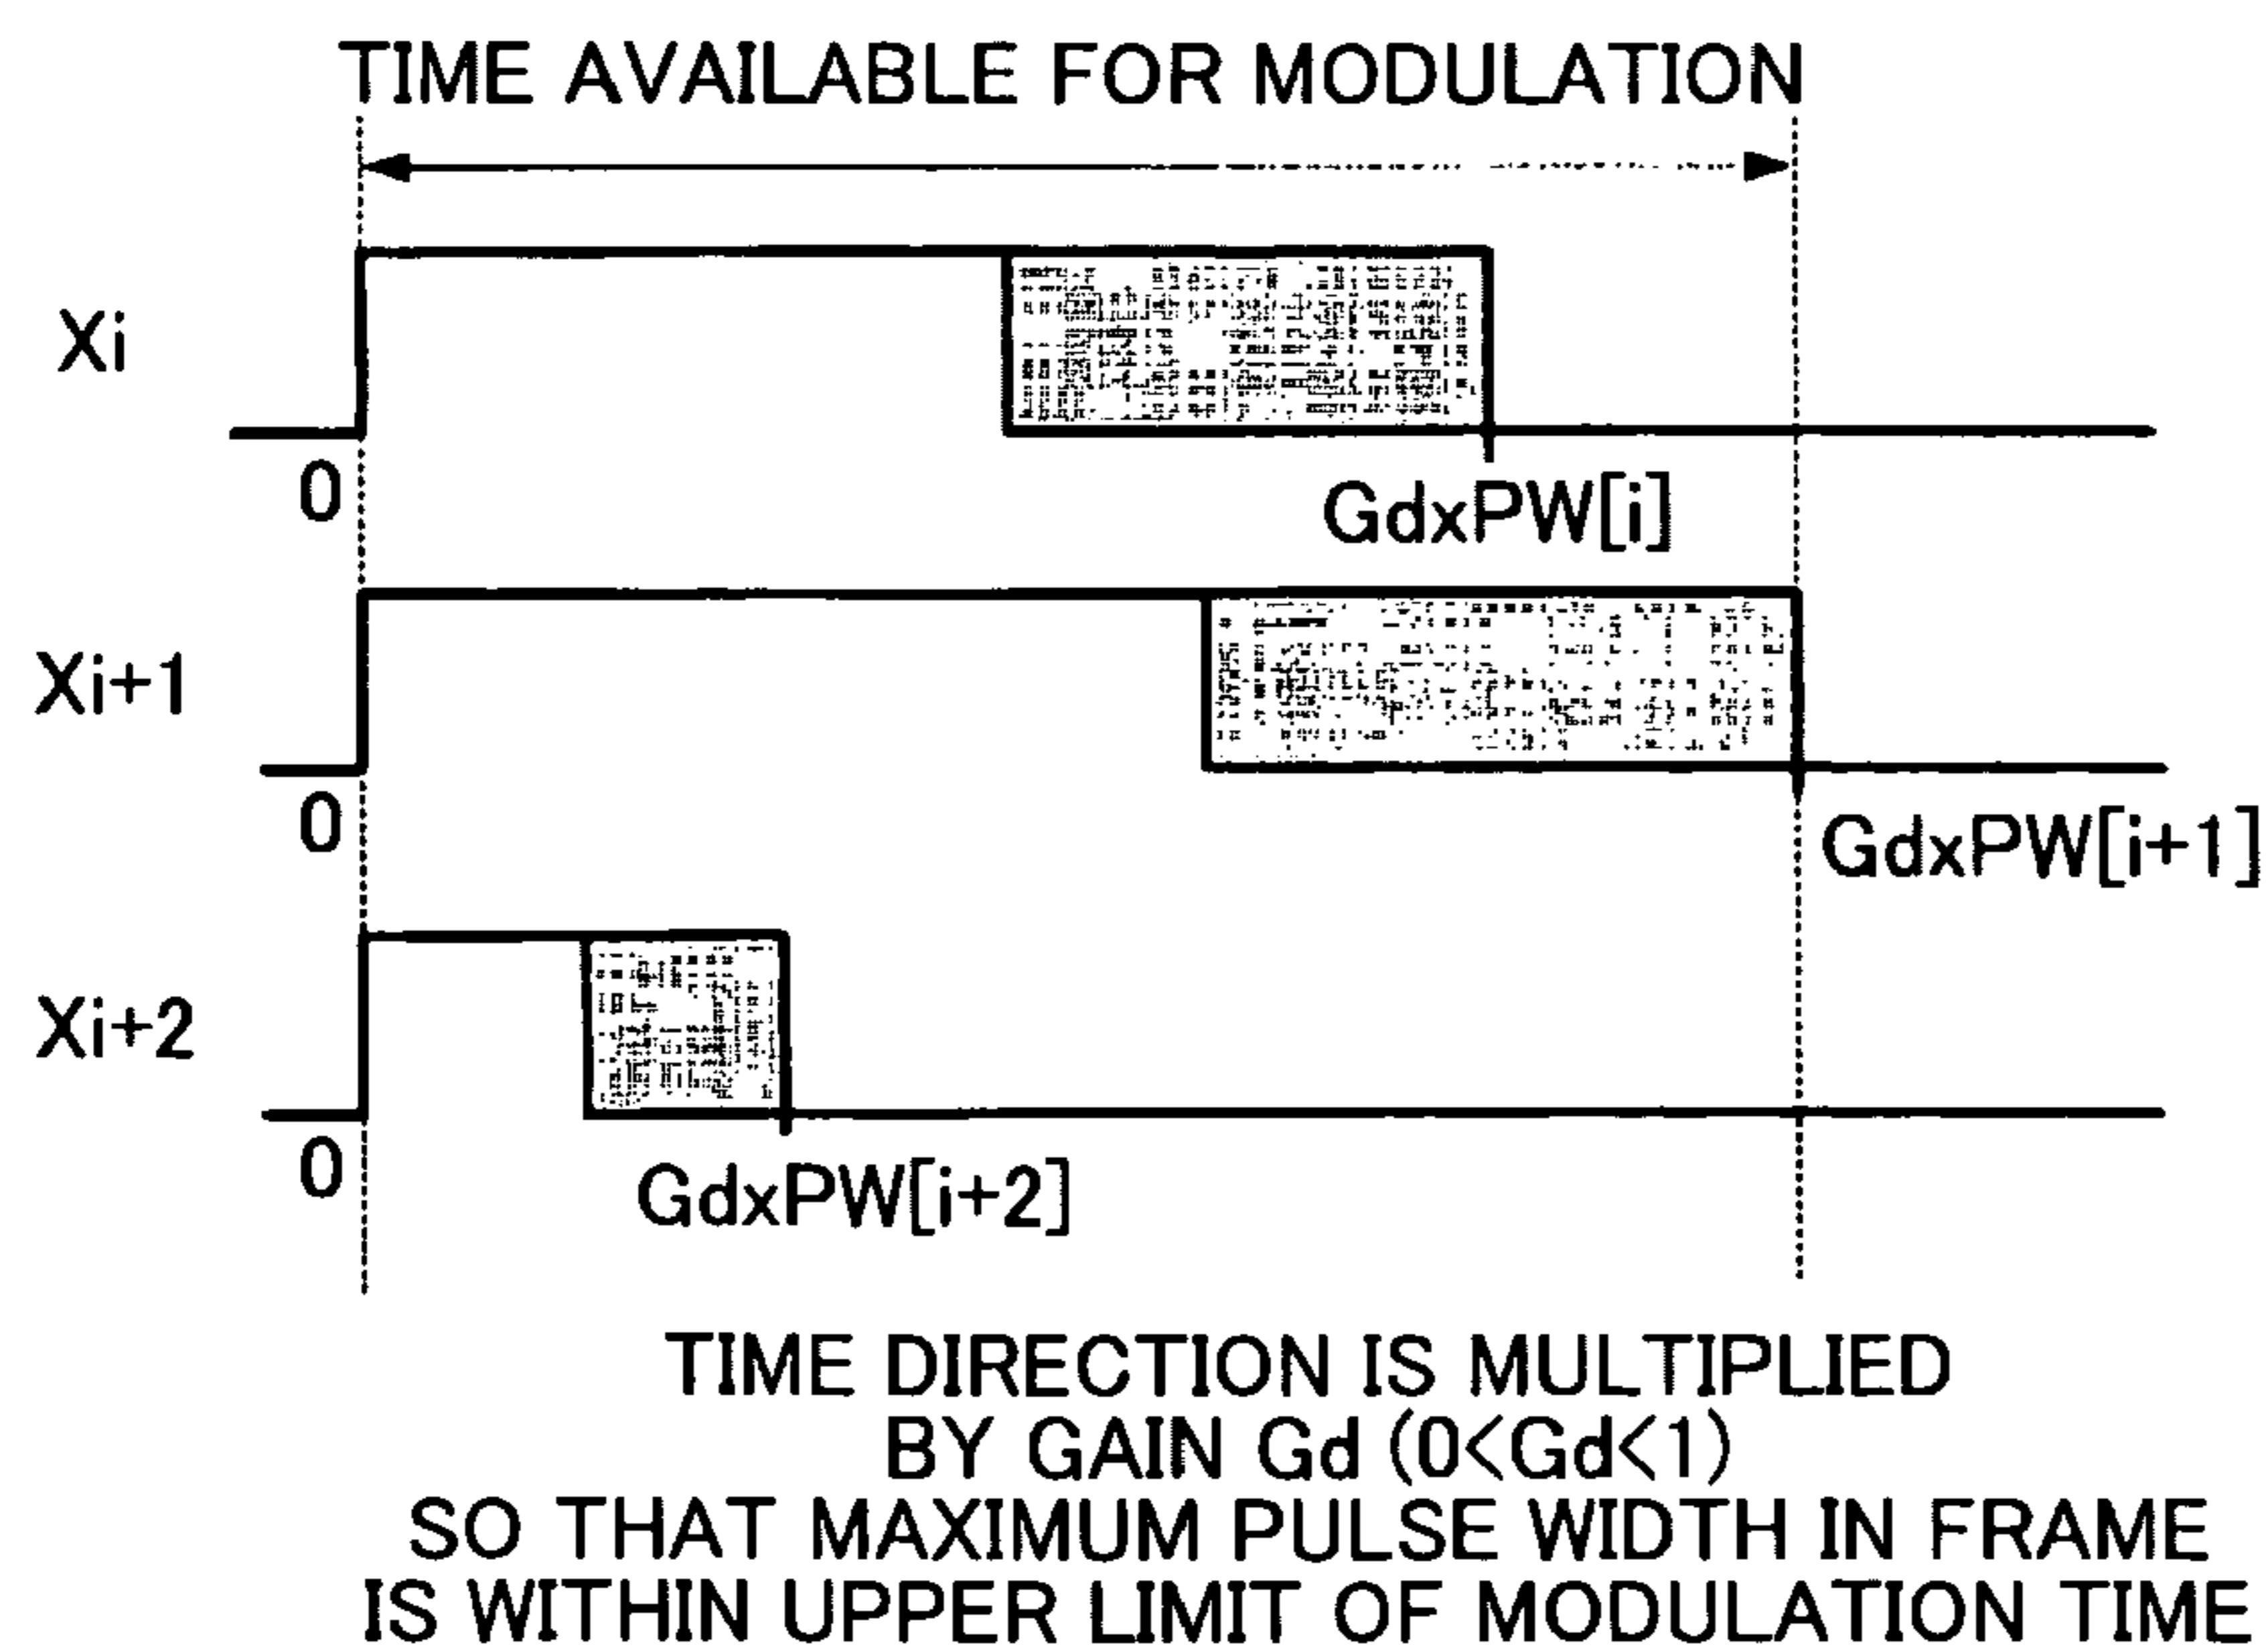 TIME AVAILABLE FOR MODULATION
Xi
0
GdxPW[i]
Xi+1
0
GdxPW[i+1]
Xi+2
0
GdxPW[i+2]
TIME DIRECTION IS MULTIPLIED
BY GAIN Gd (0<Gd<1)
SO THAT MAXIMUM PULSE WIDTH IN FRAME
IS WITHIN UPPER LIMIT OF MODULATION TIME